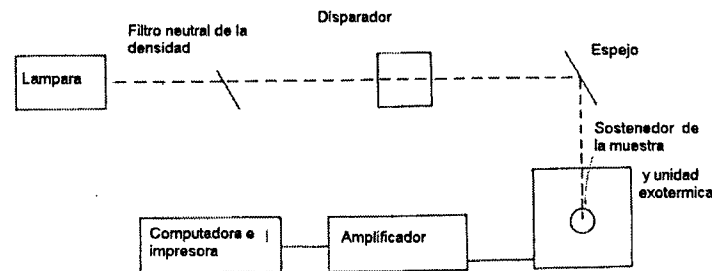 Disparador
Filtro neutral de la
densidad
Espejo
Lampara
Sostenedor de
la muestra
y unidad
exotermica
Computadora e
impresora
Amplificador